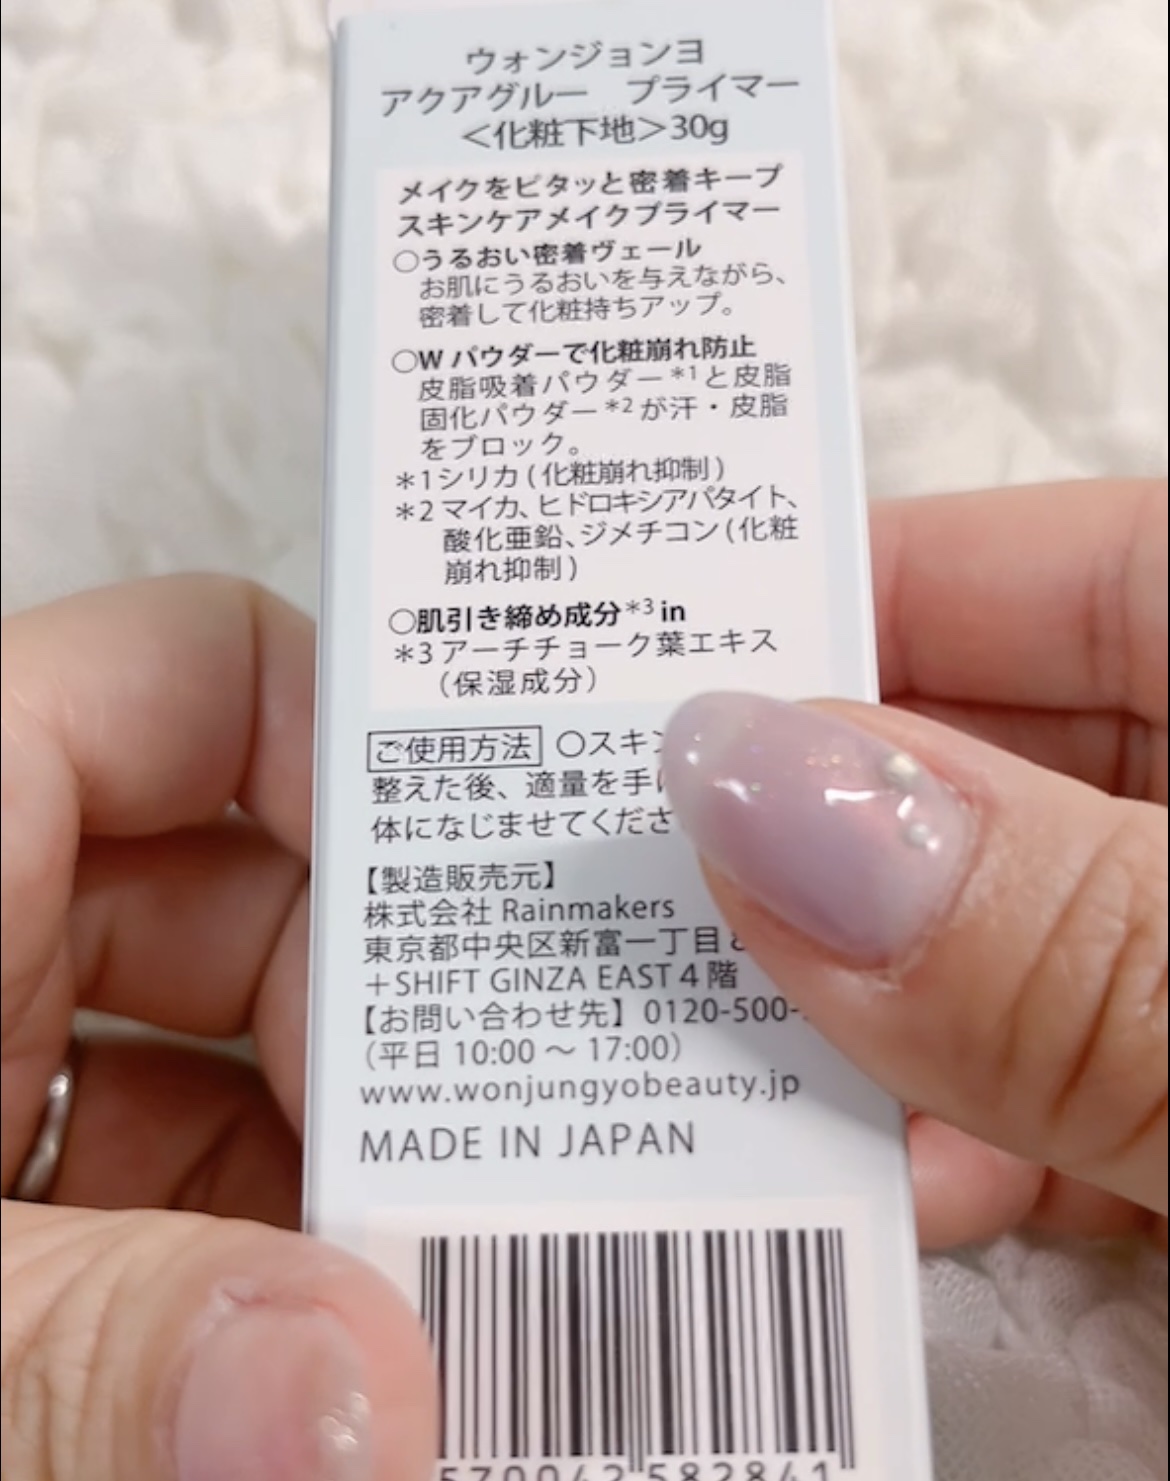 ウォンジョンヨ
アクアグルー　プライマー
＜化粧下地＞30g
メイクをピタッと密着キープ
スキンケアメイクプライマー
○うるおい密着ヴェール
お肌にうるおいを与えながら、
密着して化粧持ちアップ。
○W パウダーで化粧崩れ防止
皮脂吸着パウダー*1と皮脂
固化パウダー*2が汗・皮脂
をブロック。
*1シリカ(化粧崩れ抑制)
*2マイカ、ヒドロキシアパタイト、
酸化亜鉛、ジメチコン(化粧
崩れ抑制)
○肌引き締め成分*3 in
*3アーチチョーク葉エキス
（保湿成分）
ご使用方法 ○スキン
整えた後、適量を手に
体になじませてくださ
【製造販売元】
株式会社 Rainmakers
東京都中央区新富一丁目
＋SHIFT GINZA EAST 4 階
【お問い合わせ先】0120-500-
（平日 10:00 ～ 17:00）
www.wonjungyobeauty.jp
MADE IN JAPAN
570042 582841